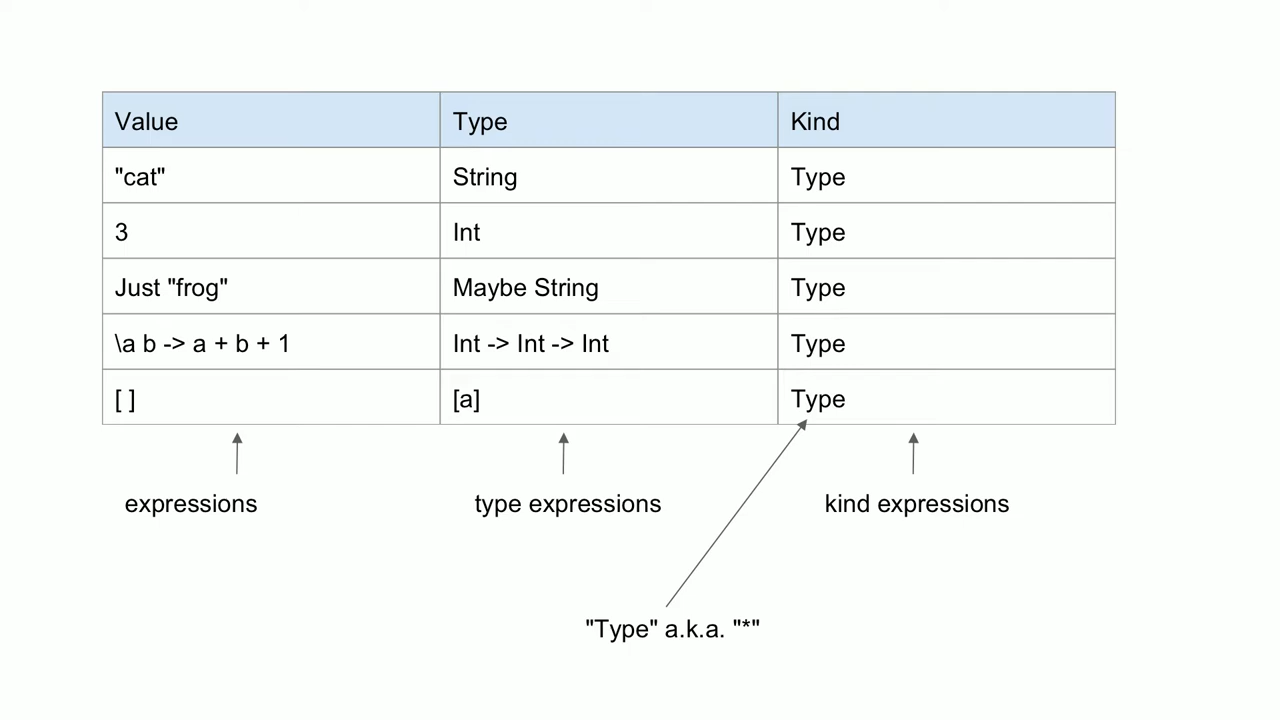 Value Type Kind
"cat" String Type
3 Int Type
Just "frog" Maybe String Type
\a b -> a + b + 1 Int -> Int -> Int Type
[ ] [a] Type
expressions type expressions kind expressions
"Type" a.k.a. "*"